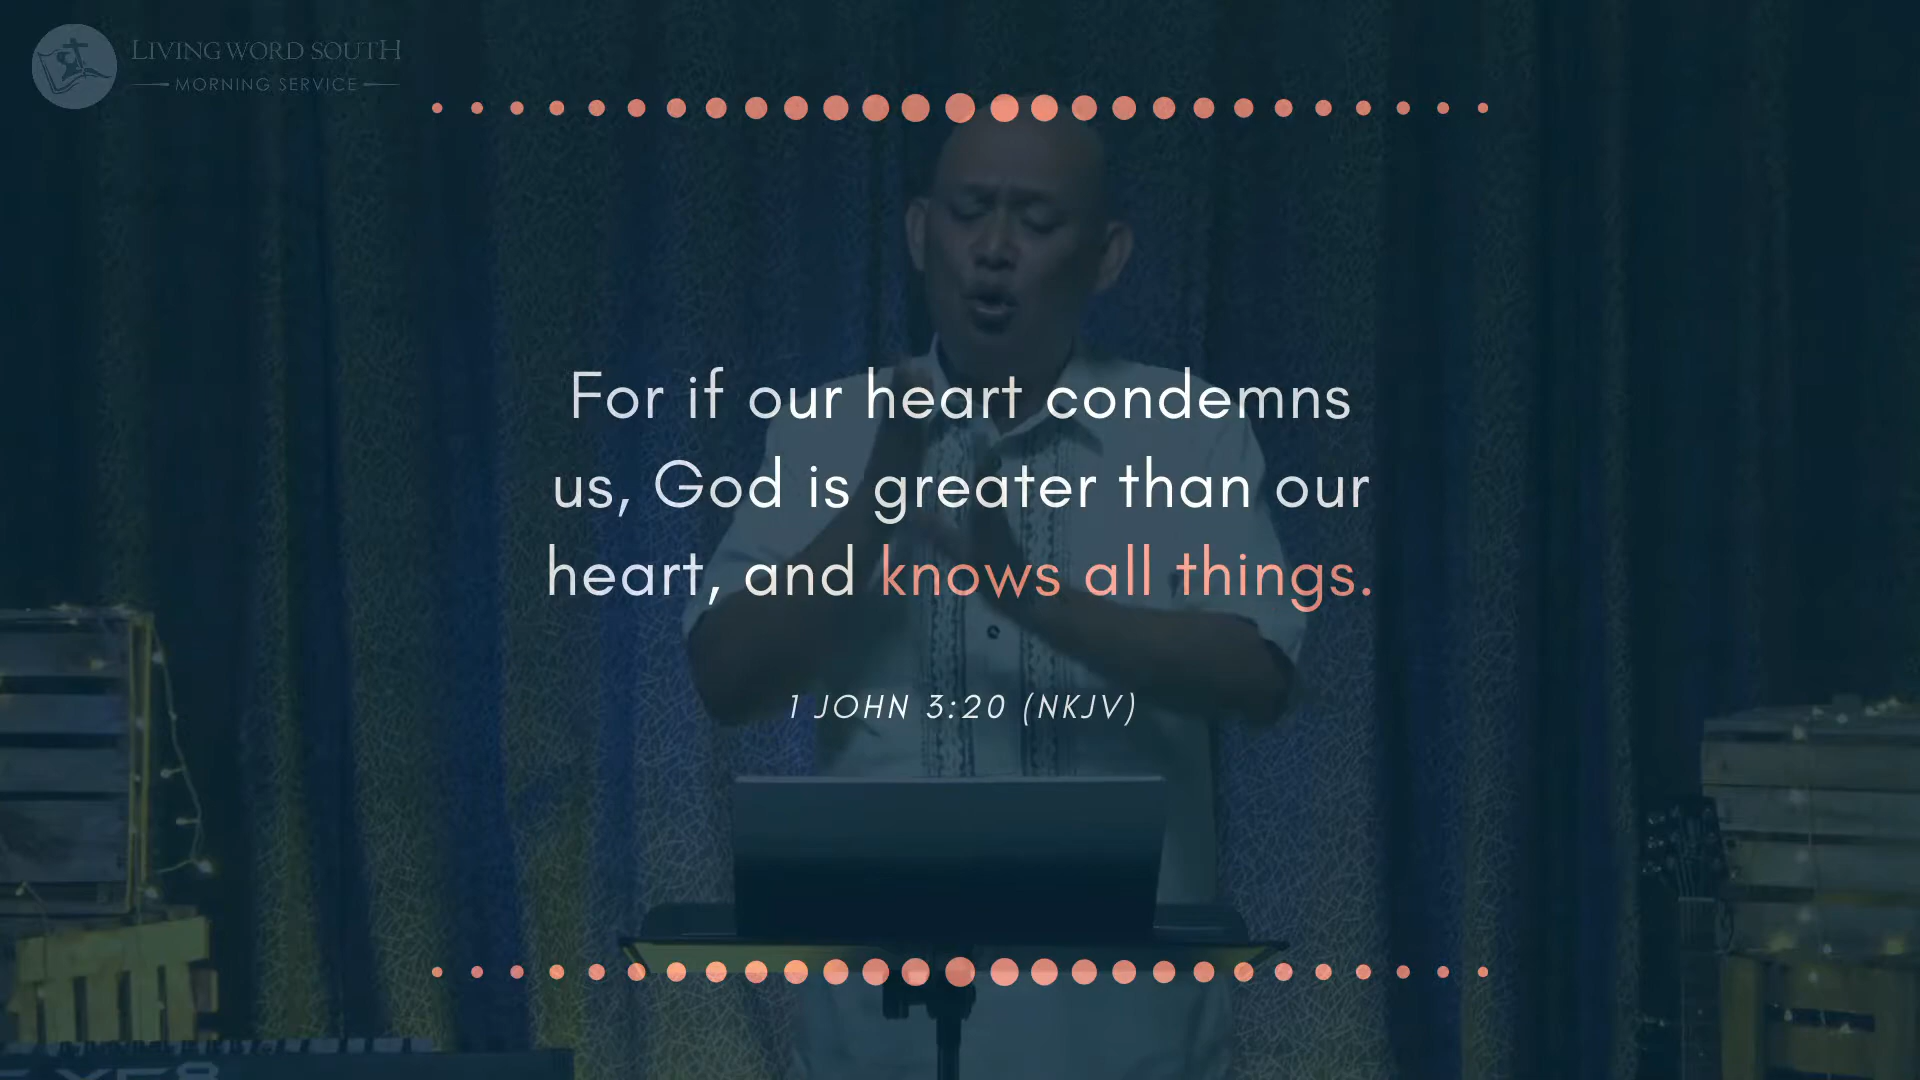 LIVING WORD SOUTH
MORNING SERVICE
For if our heart condemns
us, God is greater than our
heart, and knows all things.
1 JOHN 3:20 (NKJV)